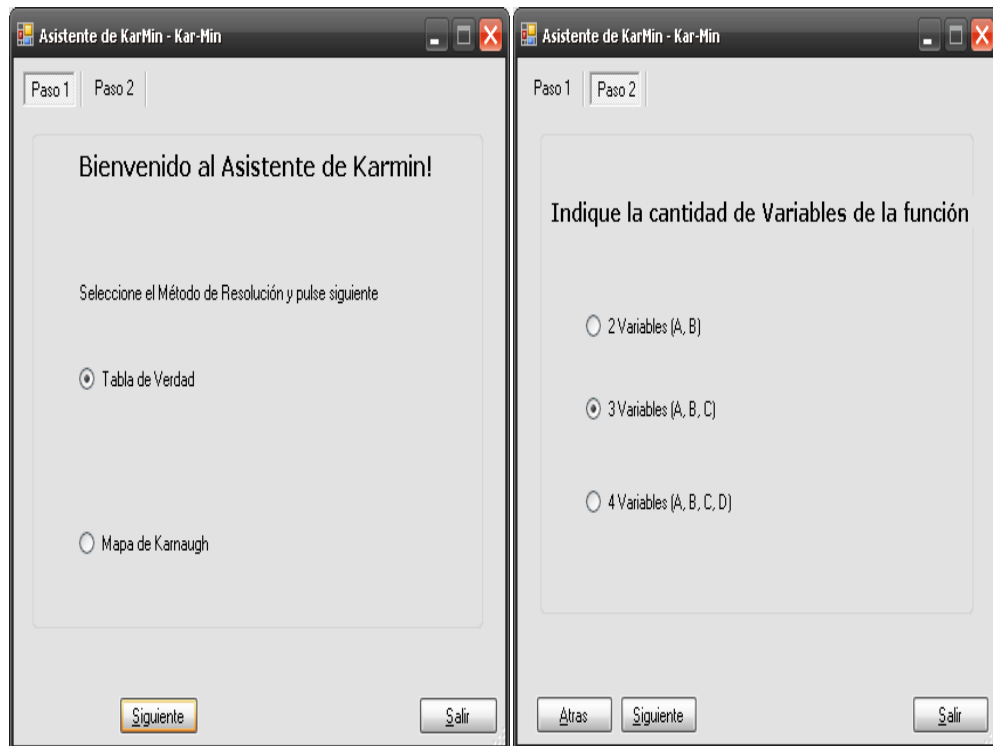 Asistente de KarMin - Kar-Min
Paso 1
Paso 2
Bienvenido al Asistente de Karmin!
Seleccione el Método de Resolución y pulse siguiente
Tabla de Verdad
Mapa de Karnaugh
Siguiente
Salir
Asistente de KarMin - Kar-Min
Paso 1
Paso 2
Indique la cantidad de Variables de la función
2 Variables (A, B)
3 Variables (A, B, C)
4 Variables (A, B, C, D)
Atras
Siguiente
Salir